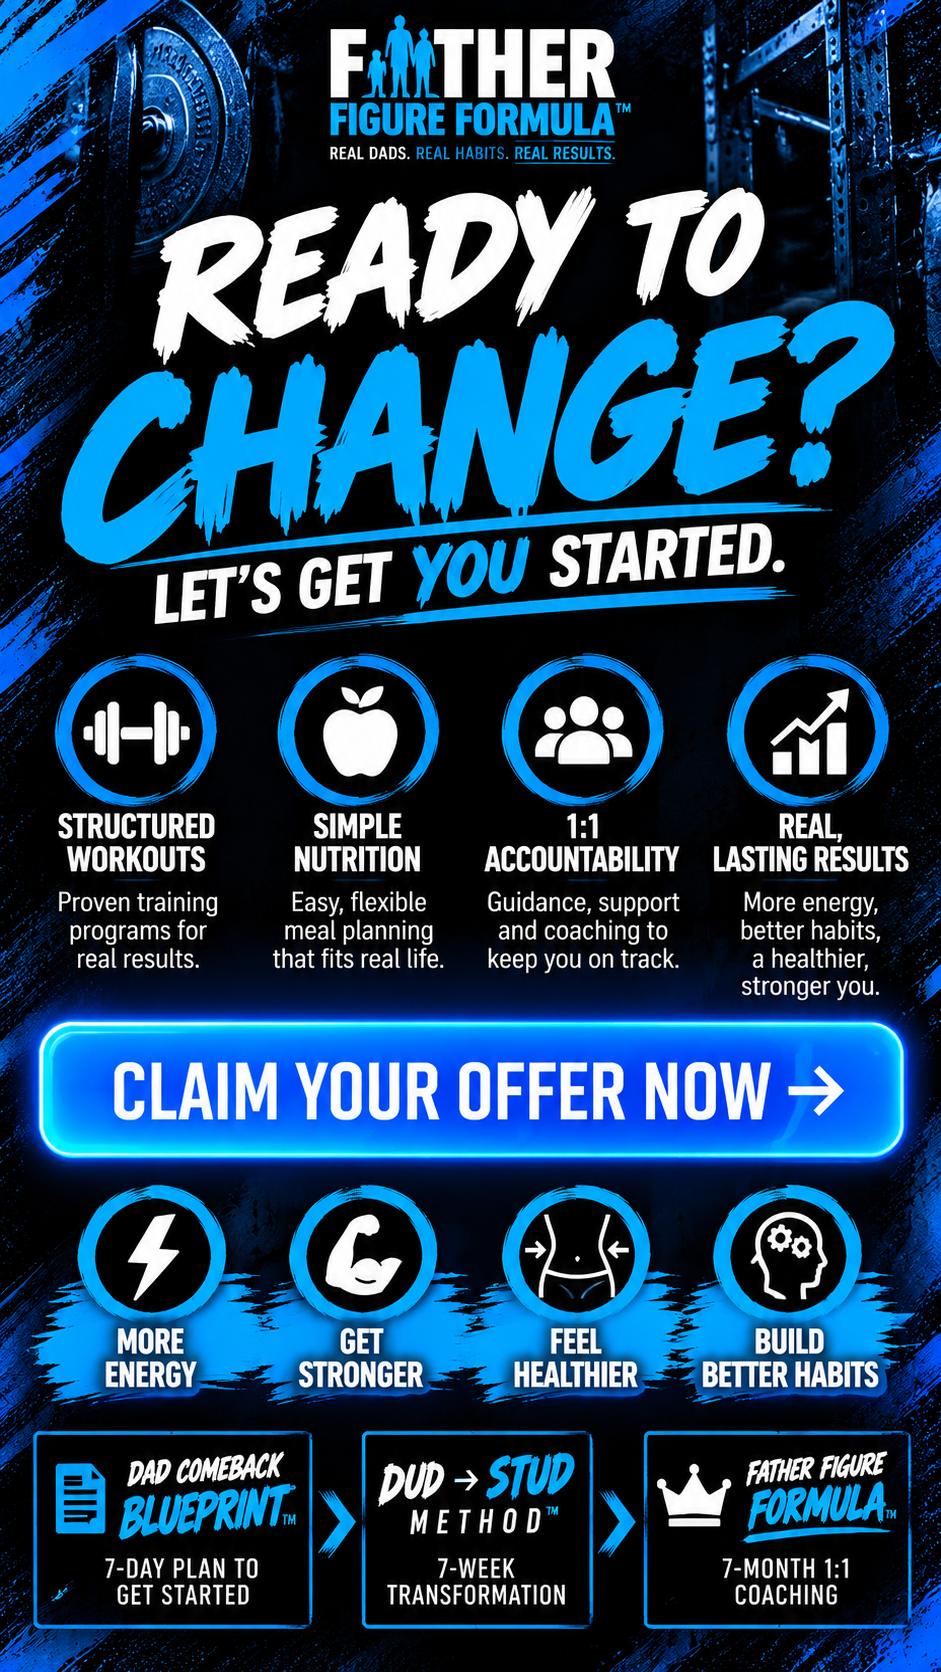 FATHER
FIGURE FORMULA™
REAL DADS. REAL HABITS. REAL RESULTS.
READY TO
CHANGE?
LET'S GET YOU STARTED.
STRUCTURED
WORKOUTS
Proven training
programs for
real results.
SIMPLE
NUTRITION
Easy, flexible
meal planning
that fits real life.
1:1
ACCOUNTABILITY
Guidance, support
and coaching to
keep you on track.
REAL,
LASTING RESULTS
More energy,
better habits,
a healthier,
stronger you.
CLAIM YOUR OFFER NOW →
MORE
ENERGY
GET
STRONGER
FEEL
HEALTHIER
BUILD
BETTER HABITS
DAD COMEBACK
BLUEPRINT™
7-DAY PLAN TO
GET STARTED
DUD → STUD
METHOD™
7-WEEK
TRANSFORMATION
FATHER FIGURE
FORMULA™
7-MONTH 1:1
COACHING